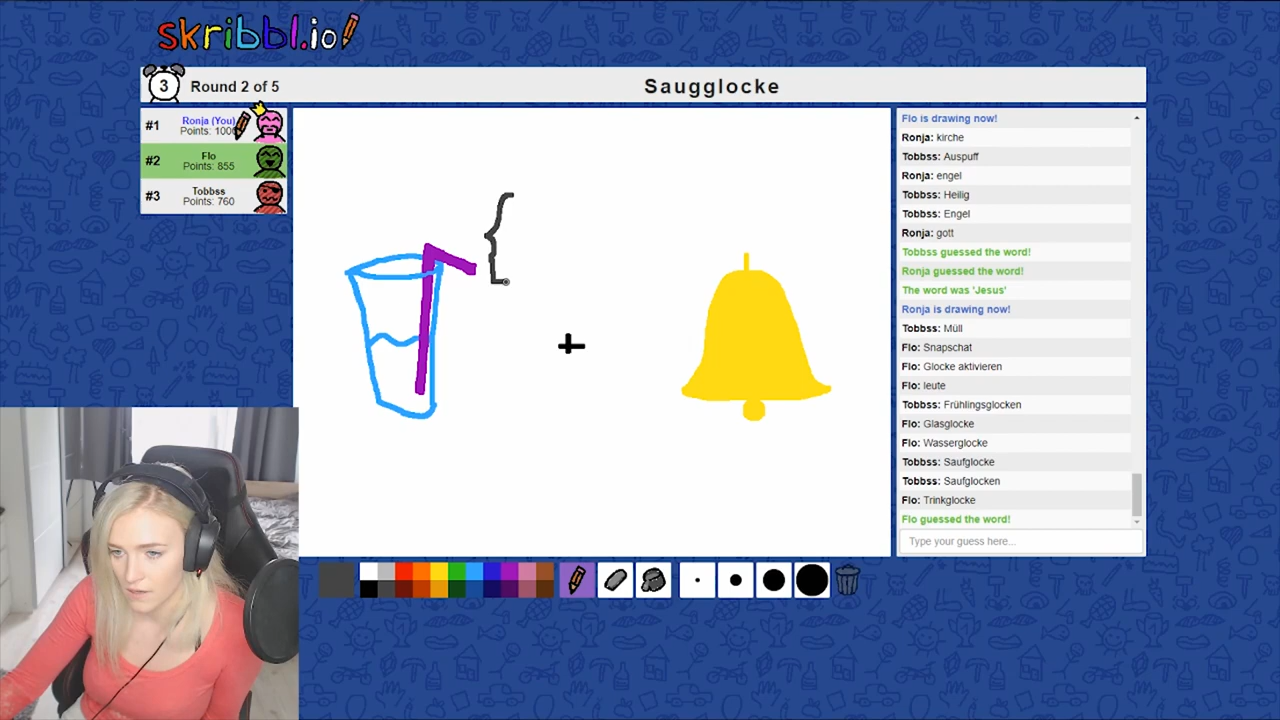 skribbl.io
3
Round 2 of 5
Saugglocke
#1
Ronja (You)
Points: 1000
#2
Flo
Points: 855
#3
Tobbss
Points: 760
+
Flo is drawing now!
Ronja: kirche
Tobbss: Auspuff
Ronja: engel
Tobbss: Heilig
Tobbss: Engel
Ronja: gott
Tobbss guessed the word!
Ronja guessed the word!
The word was 'Jesus'
Ronja is drawing now!
Tobbss: Müll
Flo: Snapschat
Flo: Glocke aktivieren
Flo: leute
Tobbss: Frühlingsglocken
Flo: Glasglocke
Flo: Wasserglocke
Tobbss: Saufglocke
Tobbss: Saufglocken
Flo: Trinkglocke
Flo guessed the word!
Type your guess here...